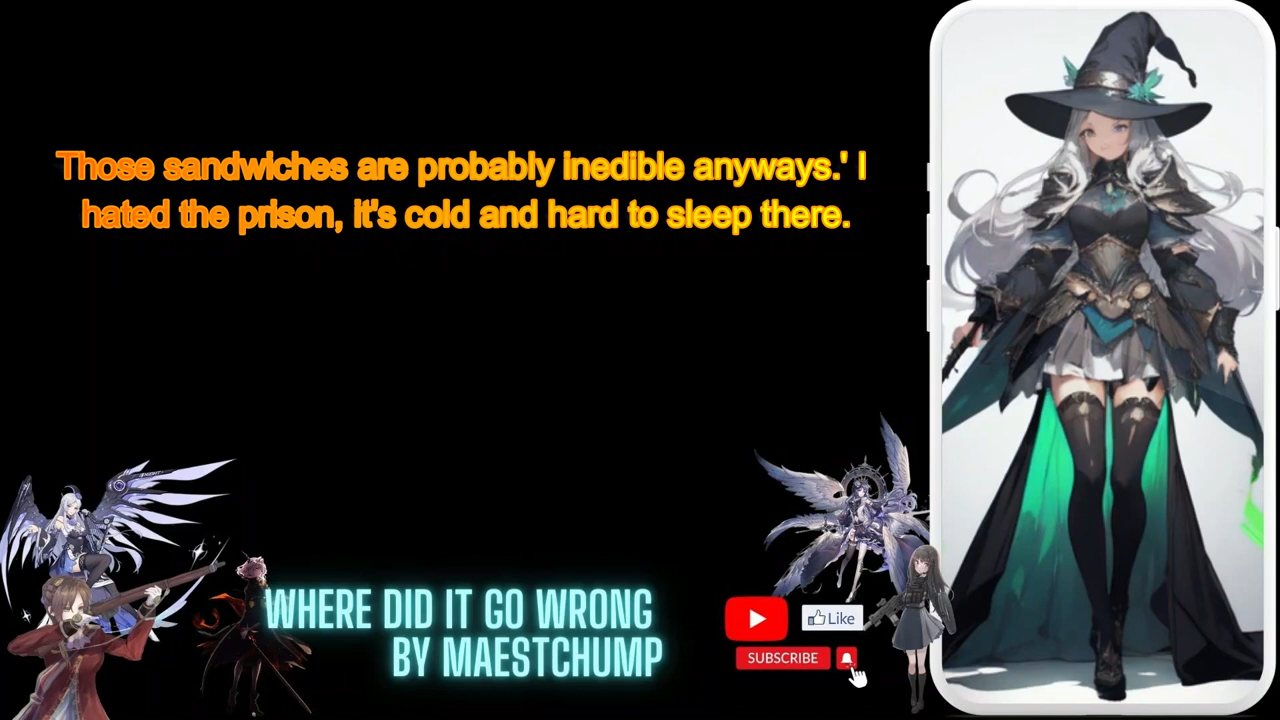 Those sandwiches are probably inedible anyways.' I
hated the prison, it's cold and hard to sleep there.
WHERE DID IT GO WRONG
BY MAESTCHUMP
Like
SUBSCRIBE